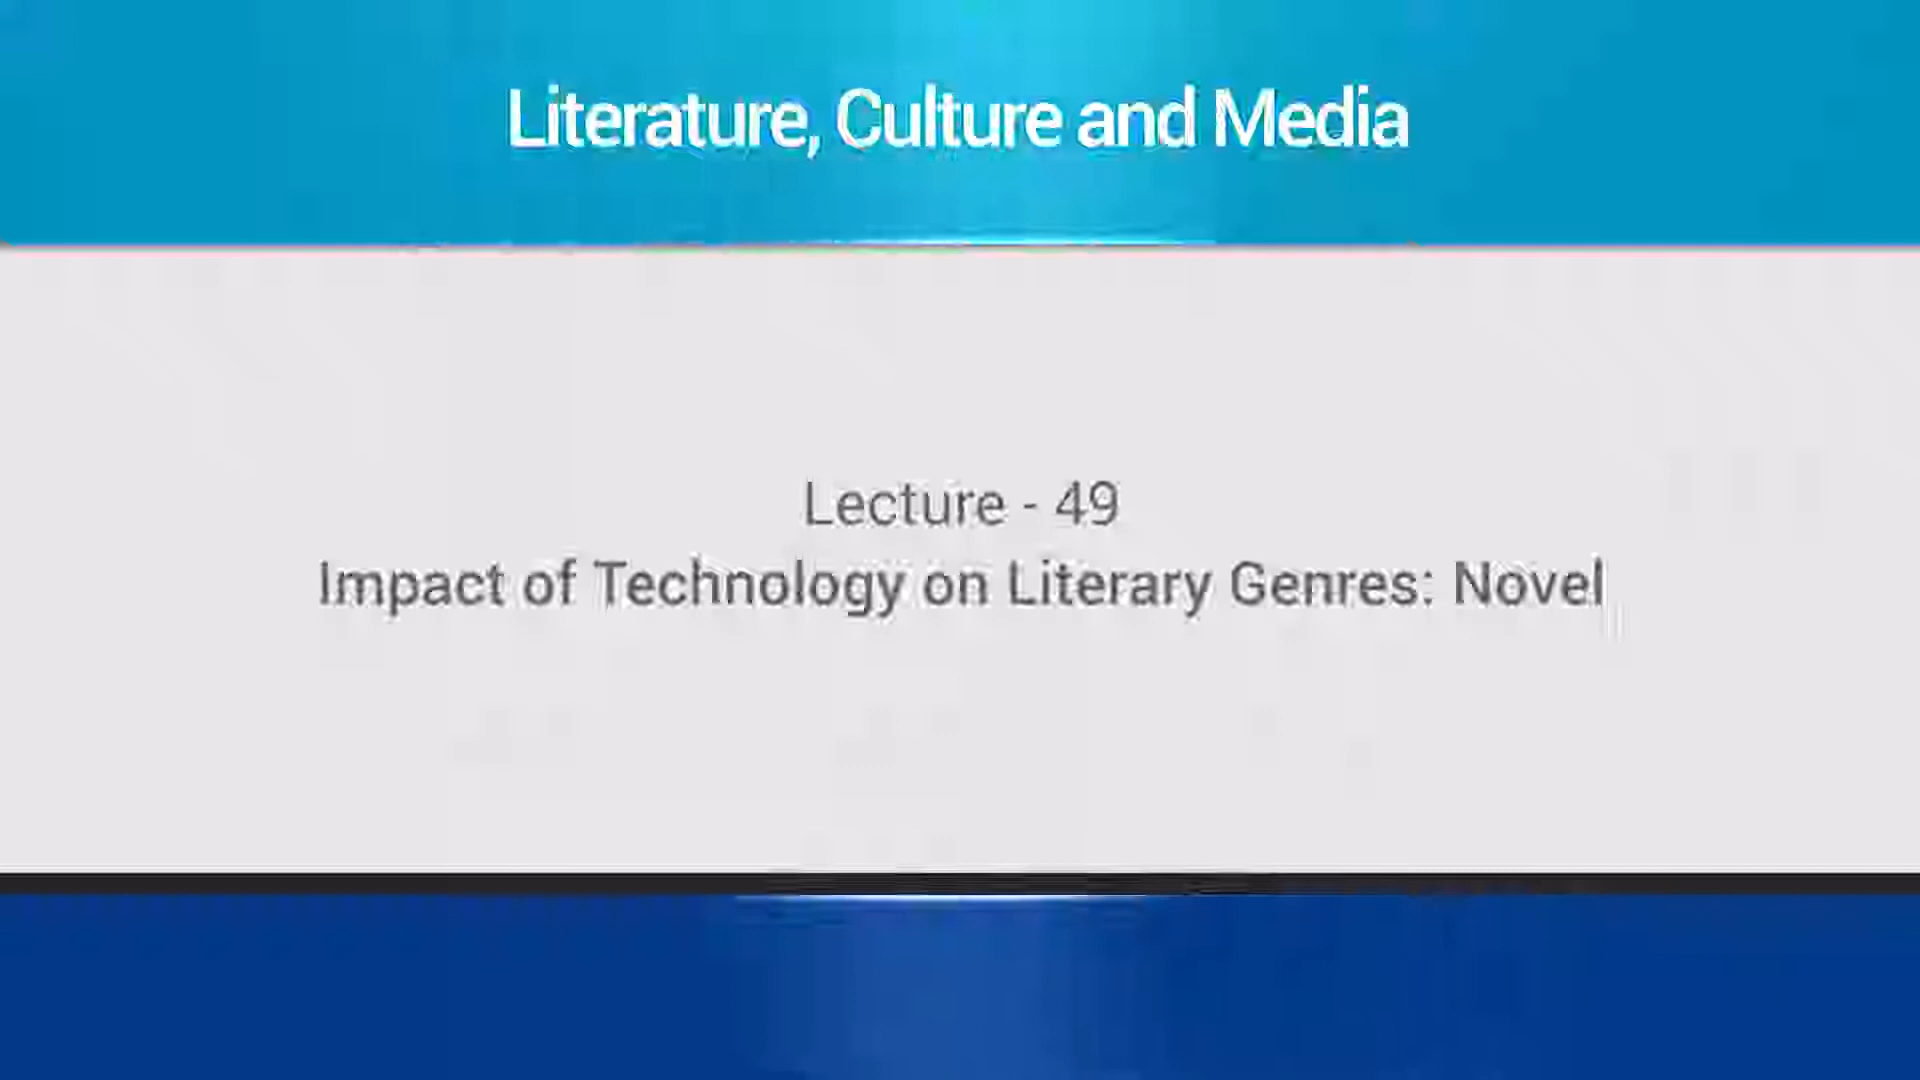 Literature, Culture and Media
Lecture - 49
Impact of Technology on Literary Genres: Novel